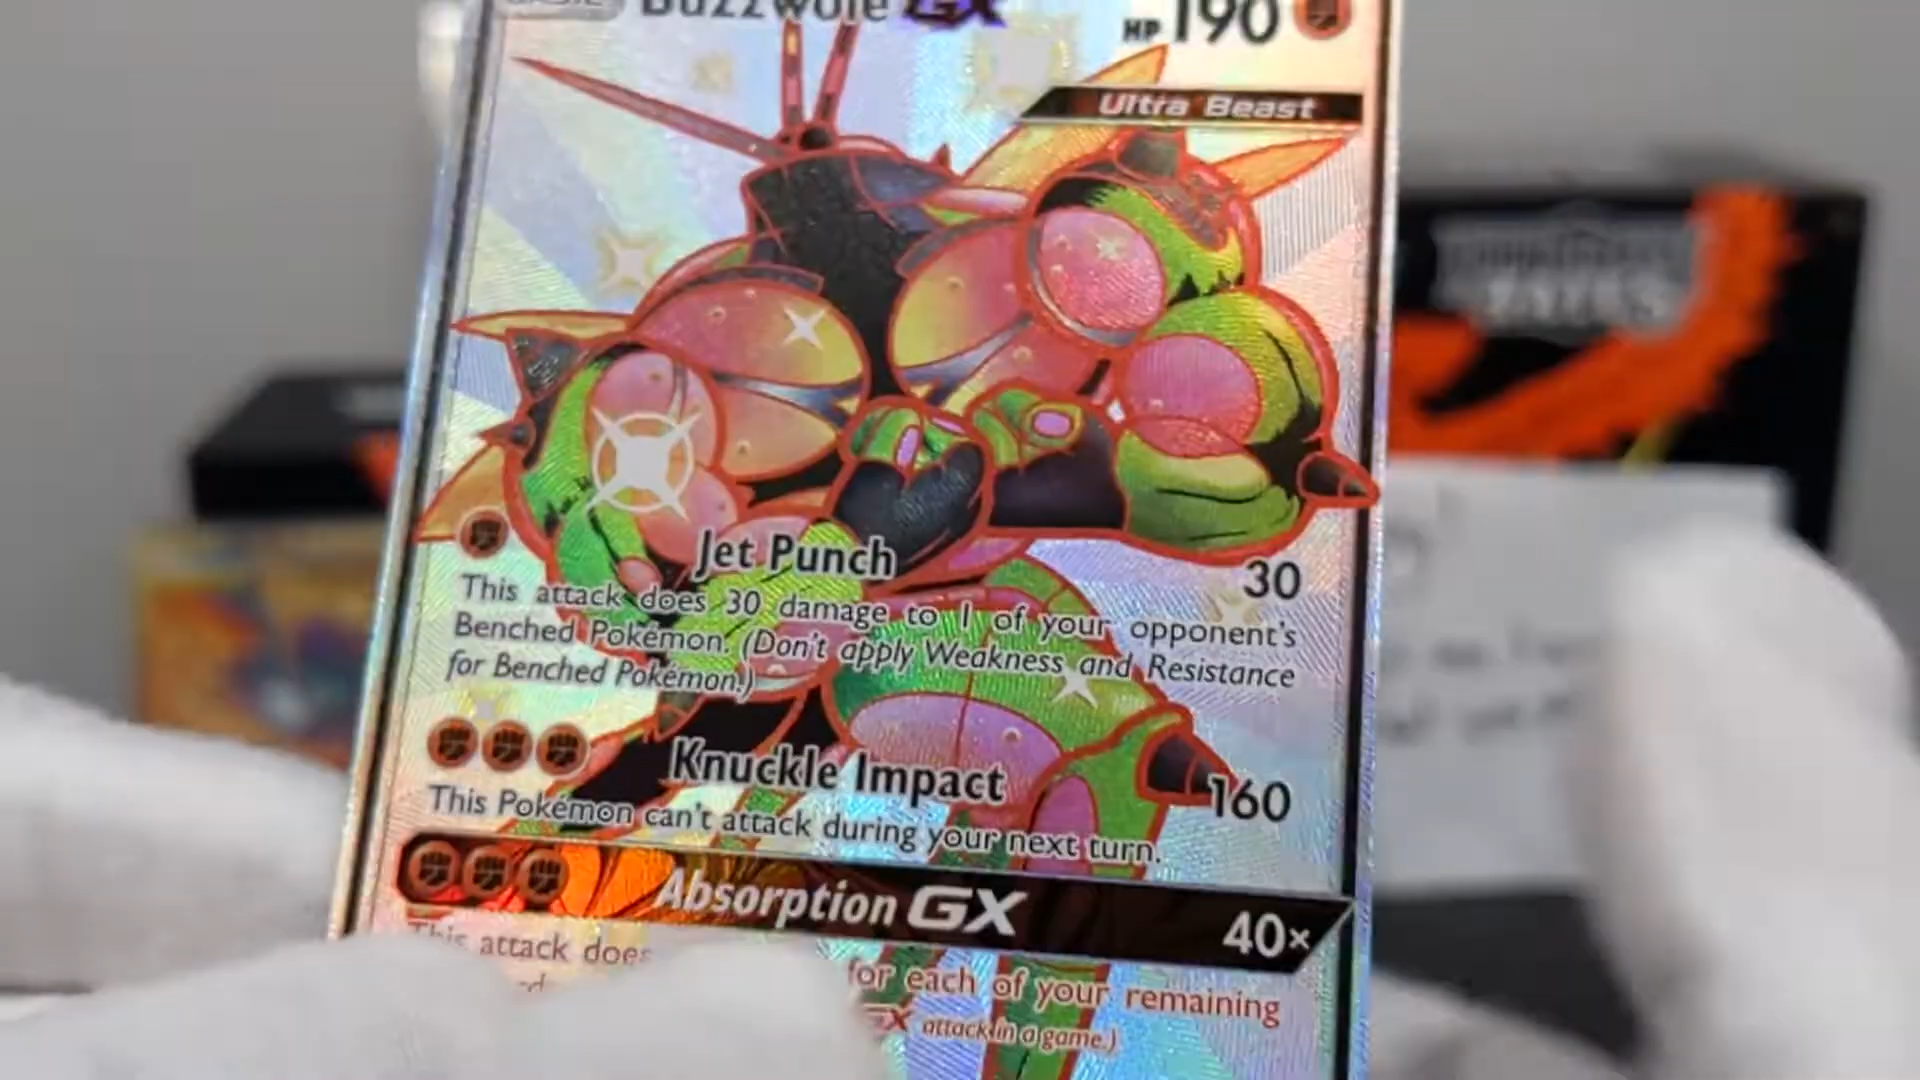 BASIC Buzzwole GX HP 190
Ultra Beast
Jet Punch 30
This attack does 30 damage to 1 of your opponent's
Benched Pokémon. (Don't apply Weakness and Resistance
for Benched Pokémon.)
Knuckle Impact 160
This Pokémon can't attack during your next turn.
Absorption GX 40×
This attack does for each of your remaining
GX attack in a game.)